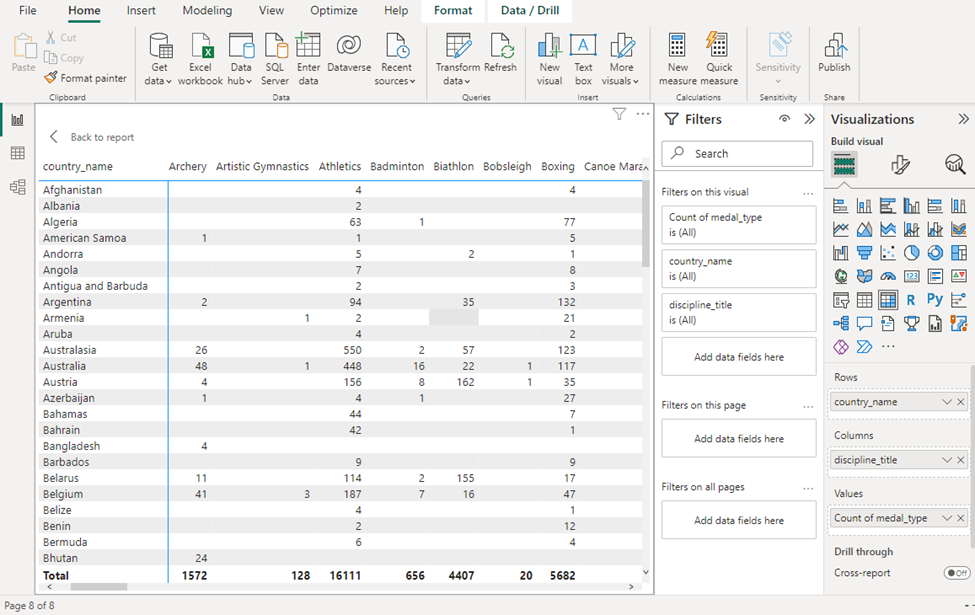 File Home Insert Modeling View Optimize Help Format Data / Drill
Paste
Cut
Copy
Format painter
Clipboard
Get data
Excel workbook
Data hub
SQL Server
Enter data
Dataverse
Recent sources
Data
Transform data
Refresh
Queries
New visual
Text box
More visuals
Insert
New measure
Quick measure
Calculations
Sensitivity
Sensitivity
Publish
Share
Back to report
country_name Archery Artistic Gymnastics Athletics Badminton Biathlon Bobsleigh Boxing Canoe Mara
Afghanistan 4 4
Albania 2
Algeria 63 1 77
American Samoa 1 1 5
Andorra 5 2 1
Angola 7 8
Antigua and Barbuda 2 3
Argentina 2 94 35 132
Armenia 1 2 21
Aruba 4 2
Australasia 26 550 2 57 123
Australia 48 1 448 16 22 1 117
Austria 4 156 8 162 1 35
Azerbaijan 1 4 1 27
Bahamas 44 7
Bahrain 42 1
Bangladesh 4
Barbados 9 9
Belarus 11 114 2 155 17
Belgium 41 3 187 7 16 47
Belize 4 1
Benin 2 12
Bermuda 6 4
Bhutan 24
Total 1572 128 16111 656 4407 20 5682
Filters
Search
Filters on this visual
Count of medal_type
is (All)
country_name
is (All)
discipline_title
is (All)
Add data fields here
Filters on this page
Add data fields here
Filters on all pages
Add data fields here
Visualizations
Build visual
123
R Py
Rows
country_name
Columns
discipline_title
Values
Count of medal_type
Drill through
Cross-report
Off
Page 8 of 8